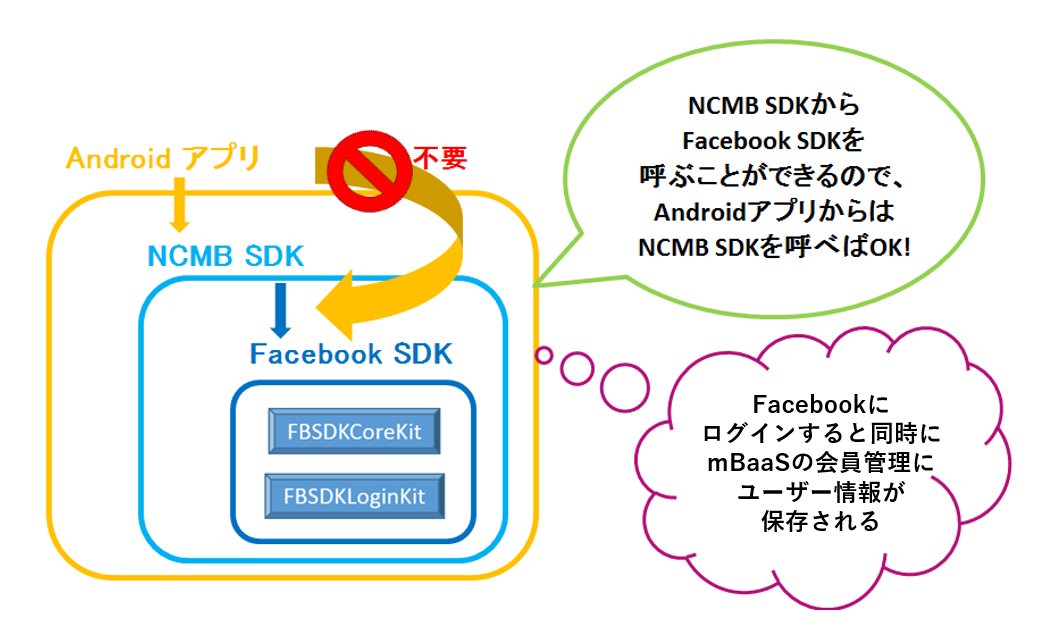 Android アプリ
不要
NCMB SDK
Facebook SDK
FBSDKCoreKit
FBSDKLoginKit
NCMB SDKから
Facebook SDKを
呼ぶことができるので、
Androidアプリからは
NCMB SDKを呼べばOK!
Facebookに
ログインすると同時に
mBaaSの会員管理に
ユーザー情報が
保存される